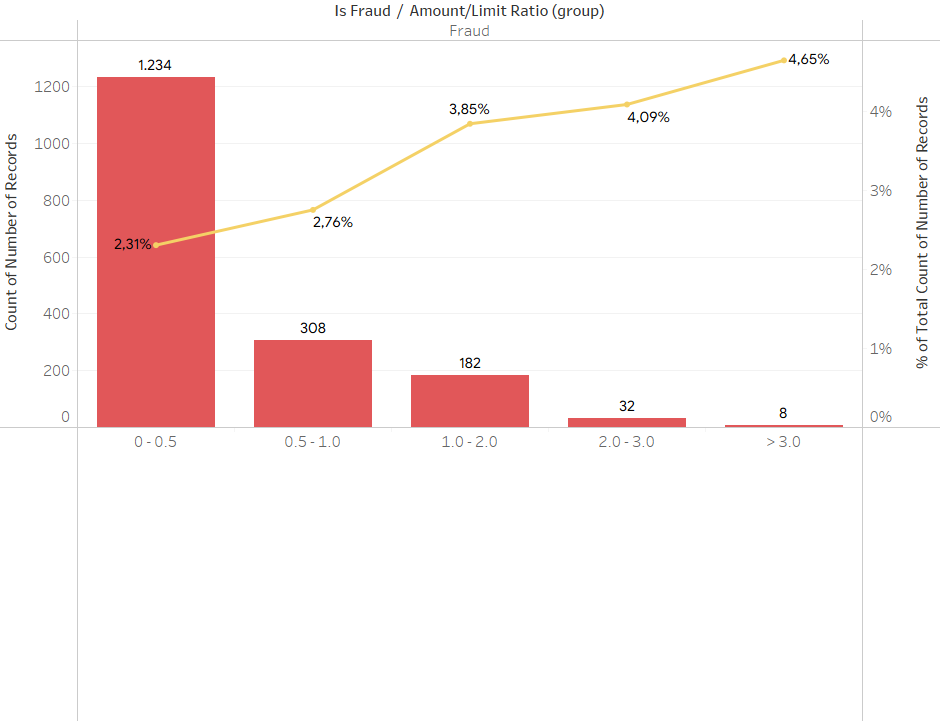 Is Fraud / Amount/Limit Ratio (group)
Fraud
Count of Number of Records
1200
1000
800
600
400
200
0
1.234
308
182
32
8
2,31%
2,76%
3,85%
4,09%
4,65%
4%
3%
2%
1%
0%
% of Total Count of Number of Records
0 - 0.5
0.5 - 1.0
1.0 - 2.0
2.0 - 3.0
> 3.0